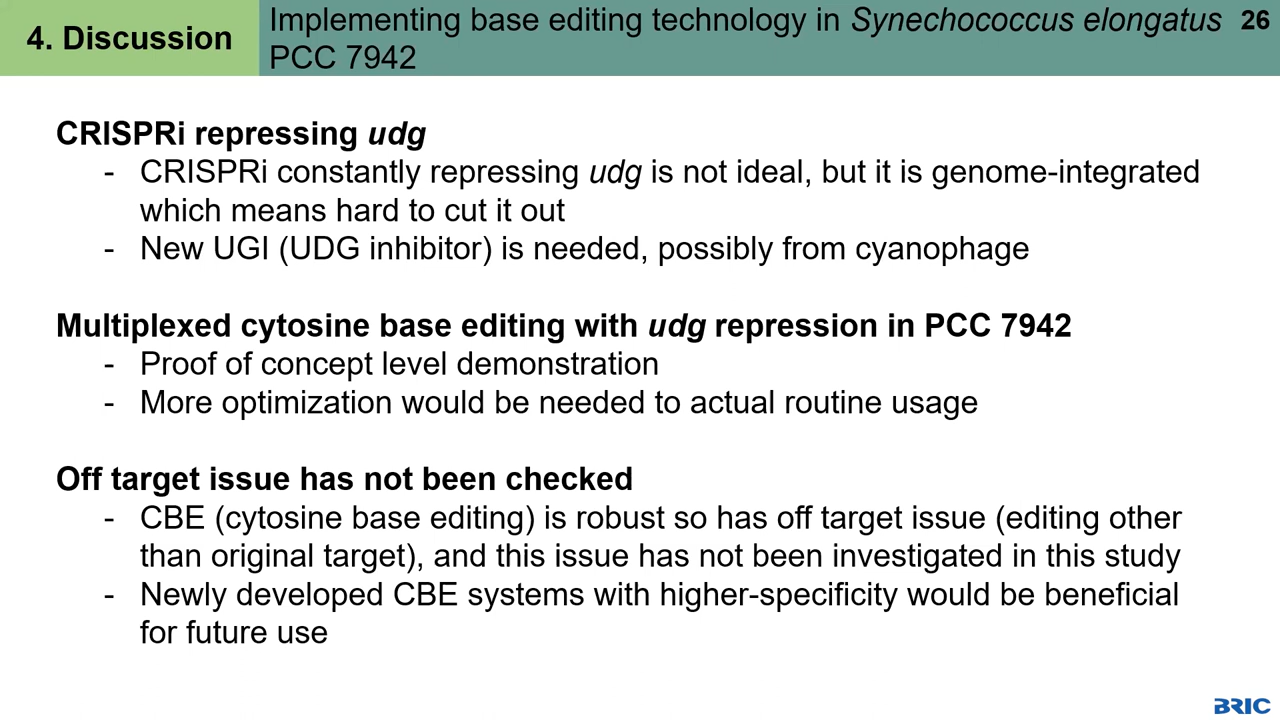 4. Discussion
Implementing base editing technology in Synechococcus elongatus
PCC 7942
26
CRISPRi repressing udg
- CRISPRi constantly repressing udg is not ideal, but it is genome-integrated
which means hard to cut it out
- New UGI (UDG inhibitor) is needed, possibly from cyanophage
Multiplexed cytosine base editing with udg repression in PCC 7942
- Proof of concept level demonstration
- More optimization would be needed to actual routine usage
Off target issue has not been checked
- CBE (cytosine base editing) is robust so has off target issue (editing other
than original target), and this issue has not been investigated in this study
- Newly developed CBE systems with higher-specificity would be beneficial
for future use
BRIC